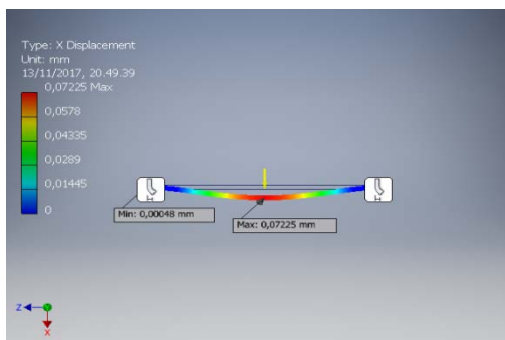 Type: X Displacement
Unit: mm
13/11/2017, 20.49.39
0,07225 Max
0,0578
0,04335
0,0289
0,01445
0
Min: 0,00048 mm
Max: 0,07225 mm
Z
X